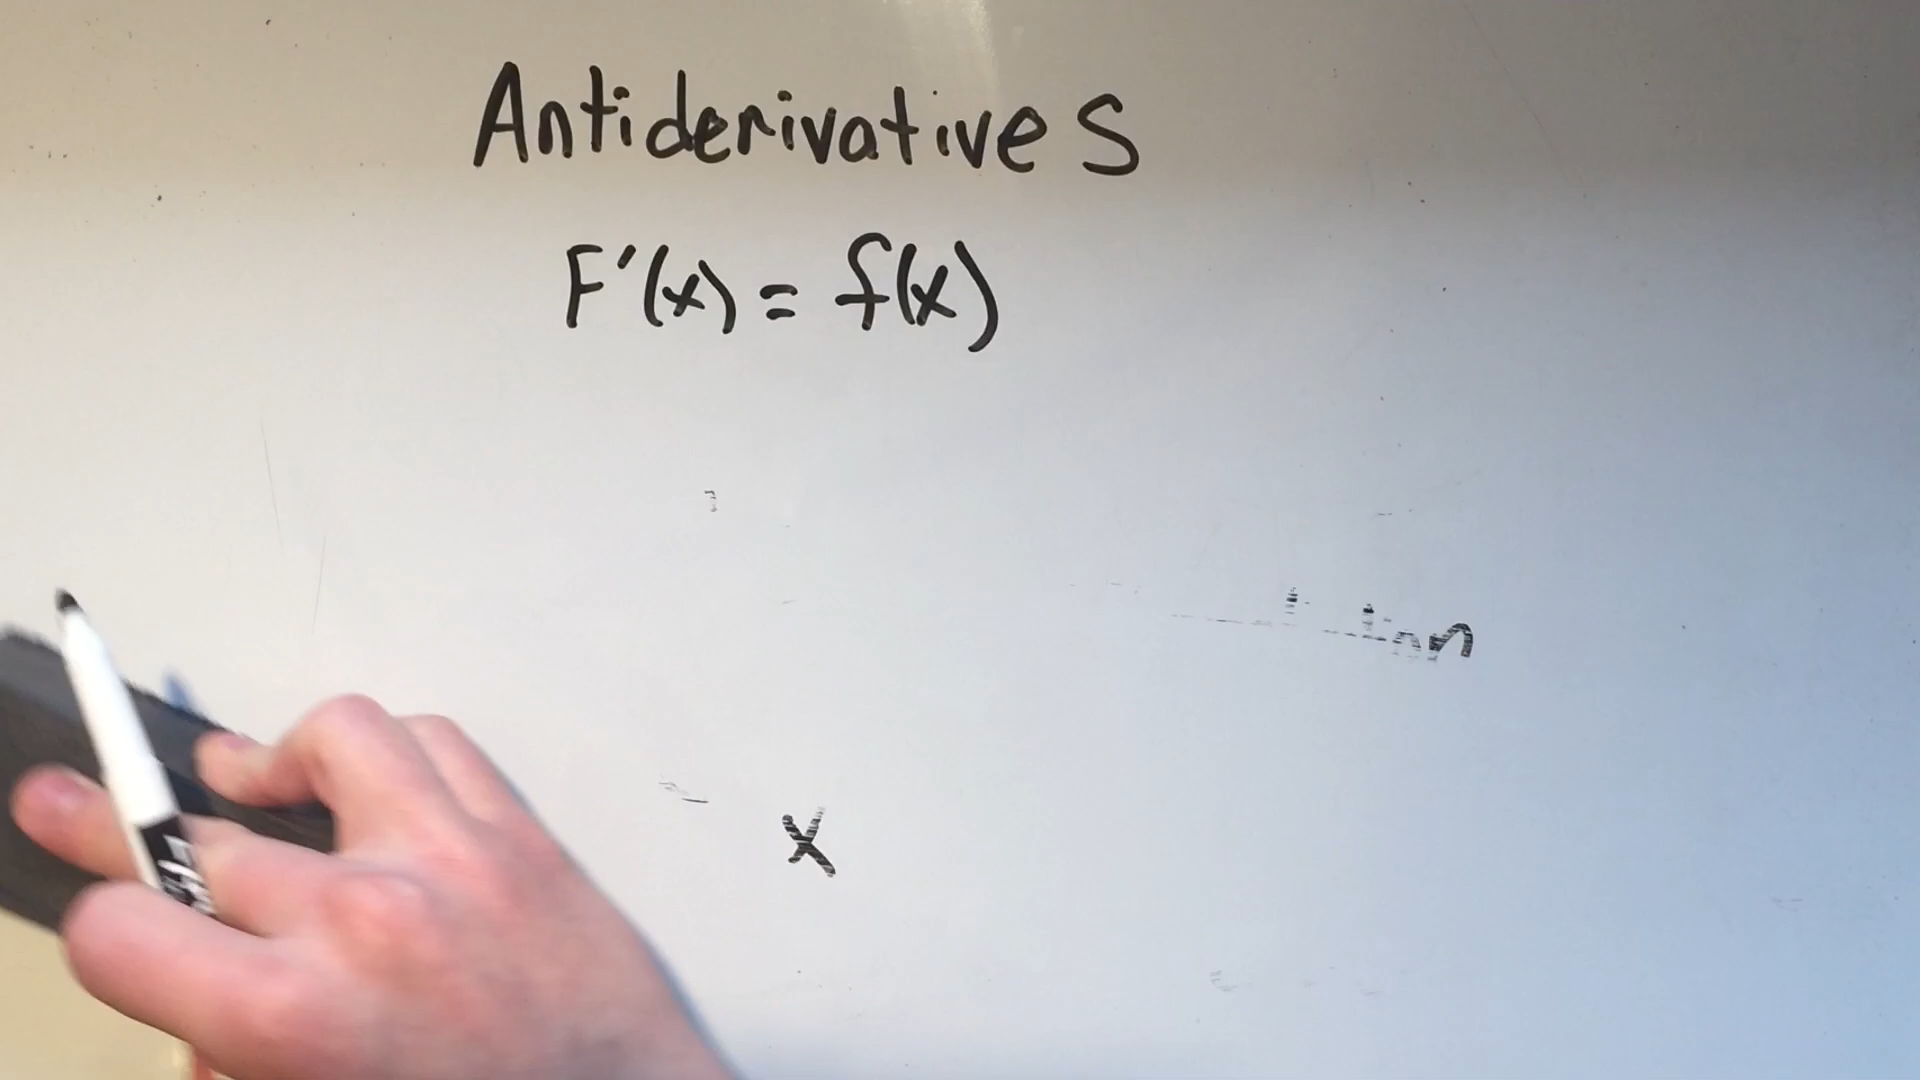 Antiderivatives
F'(x) = f(x)
x